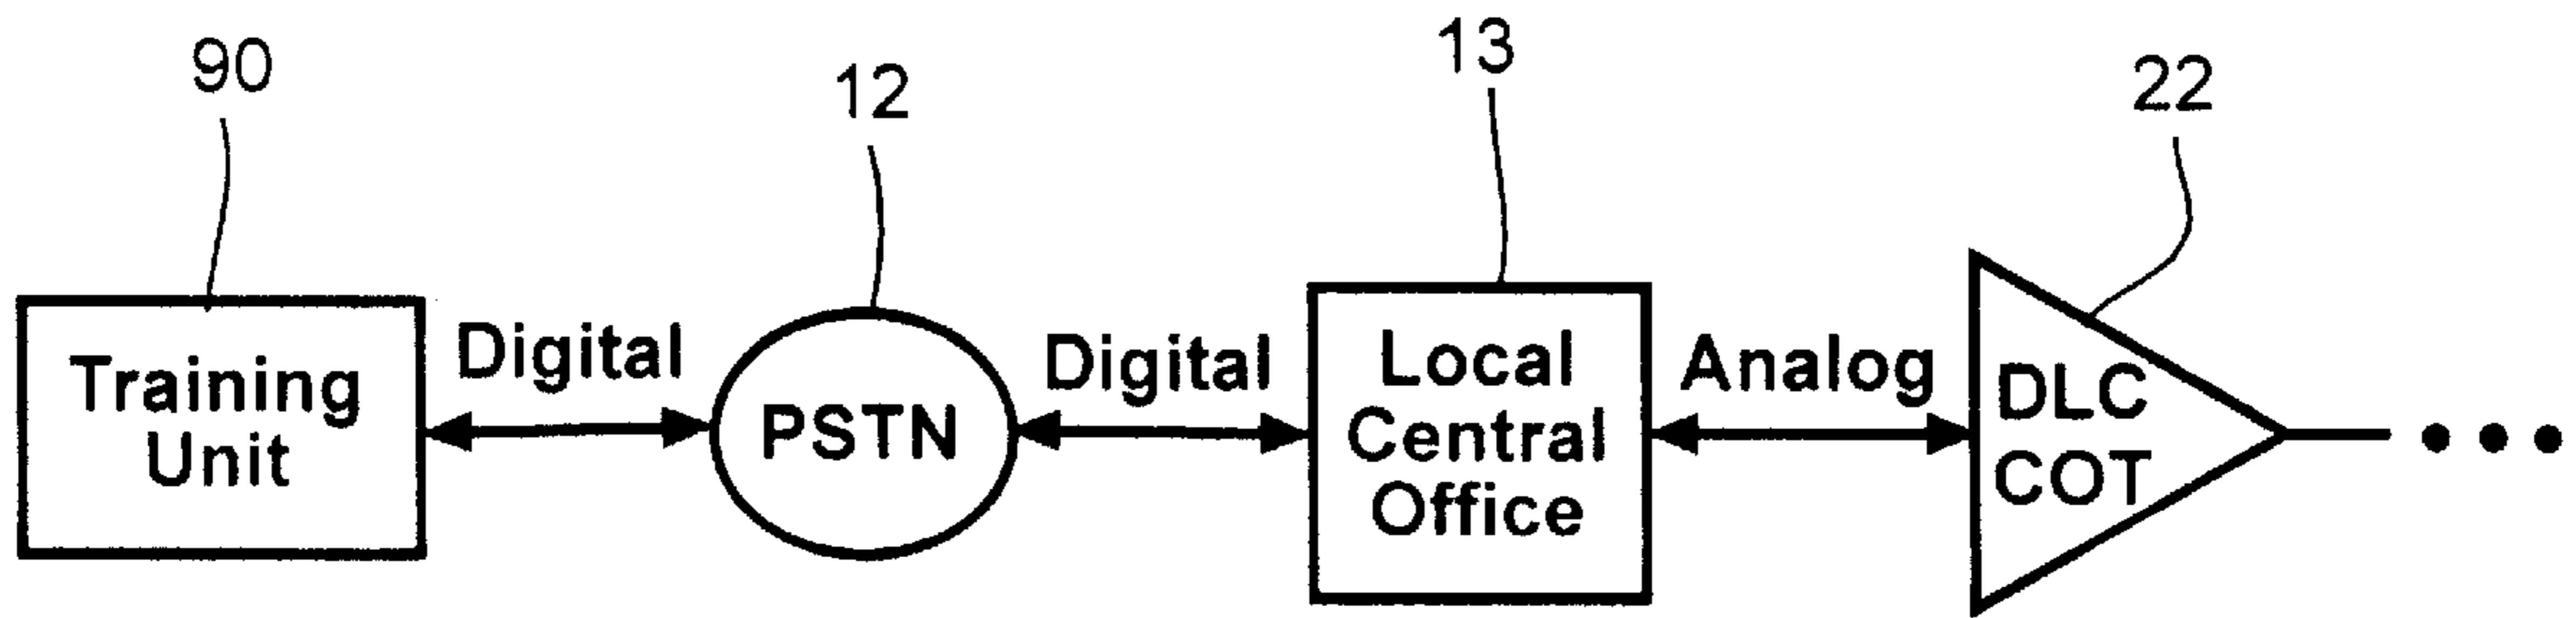 90
12
13
22
Training
Unit
Digital
PSTN
Digital
Local
Central
Office
Analog
DLC
COT